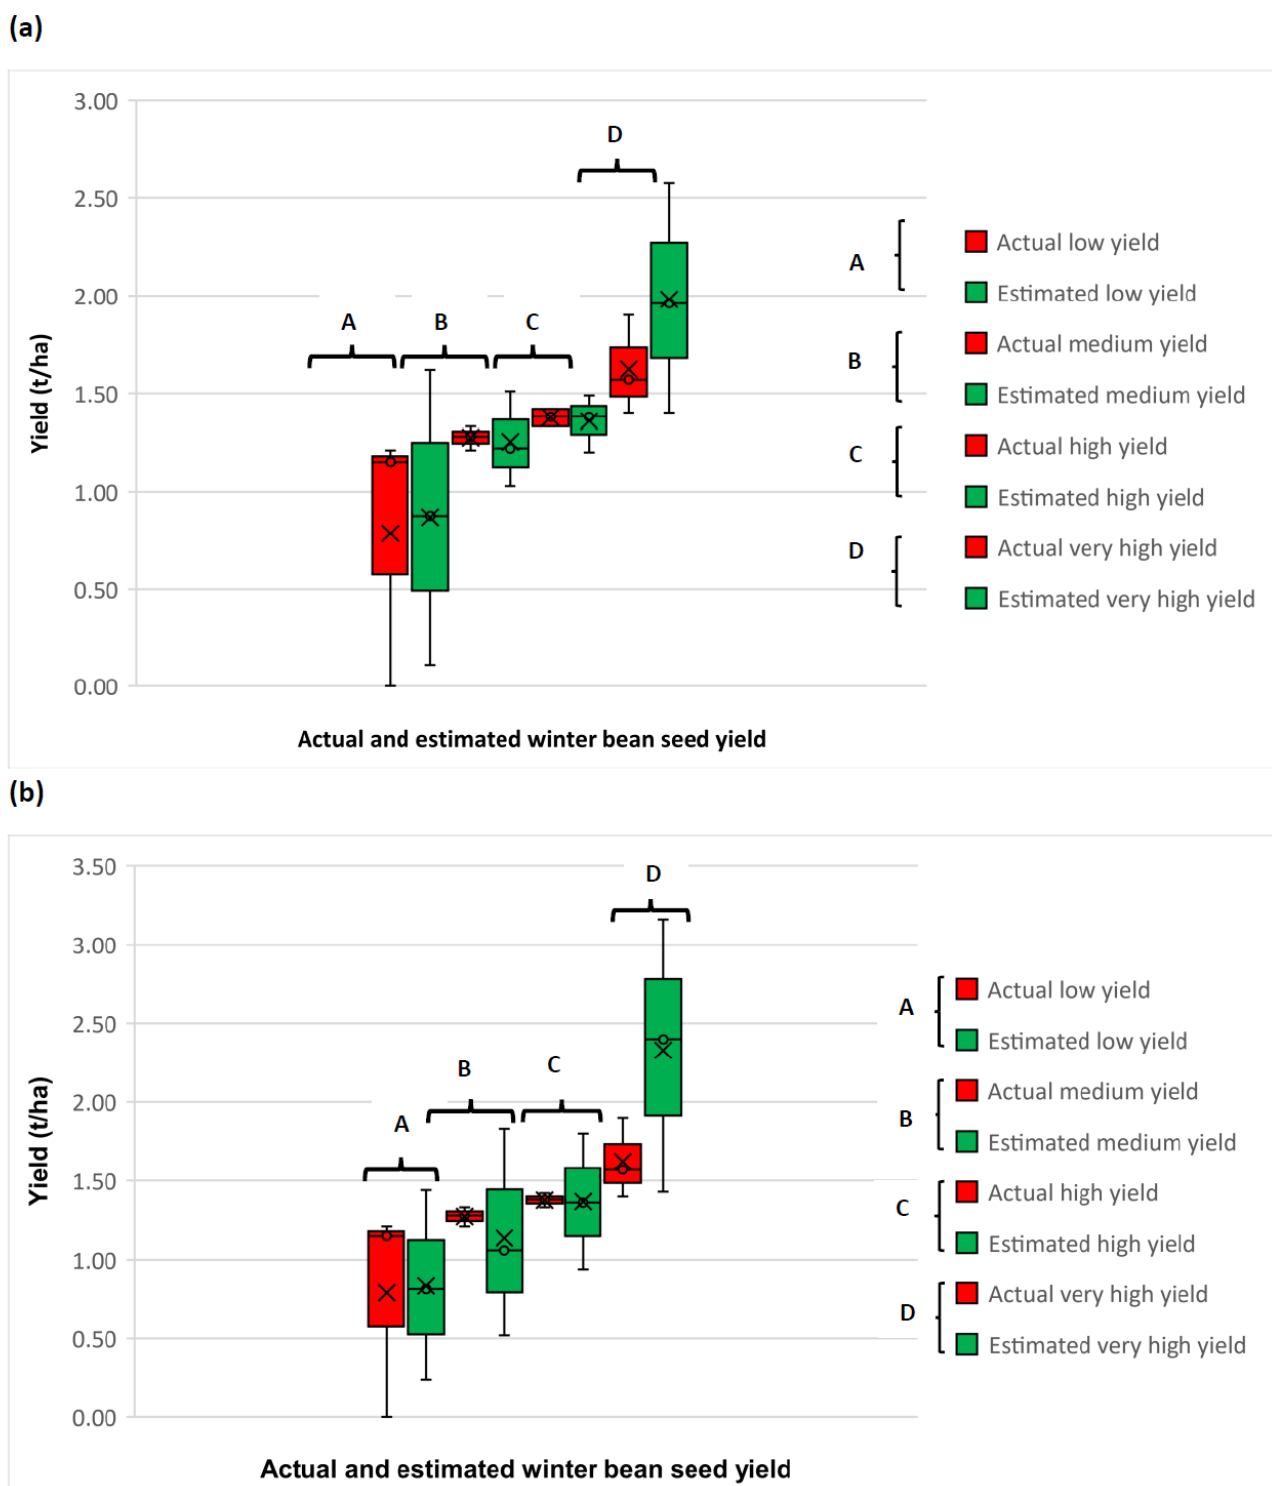 (a)
3.00
D
2.50
Actual low yield
A
Estimated low yield
2.00
A
B
C
Actual medium yield
B
Yield (t/ha)
1.50
Estimated medium yield
Actual high yield
C
1.00
Estimated high yield
D
Actual very high yield
0.50
Estimated very high yield
0.00
Actual and estimated winter bean seed yield
(b)
3.50
D
3.00
A
Actual low yield
2.50
Estimated low yield
B
C
2.00
Actual medium yield
A
B
Yield (t/ha)
Estimated medium yield
1.50
Actual high yield
C
Estimated high yield
1.00
Actual very high yield
D
0.50
Estimated very high yield
0.00
Actual and estimated winter bean seed yield